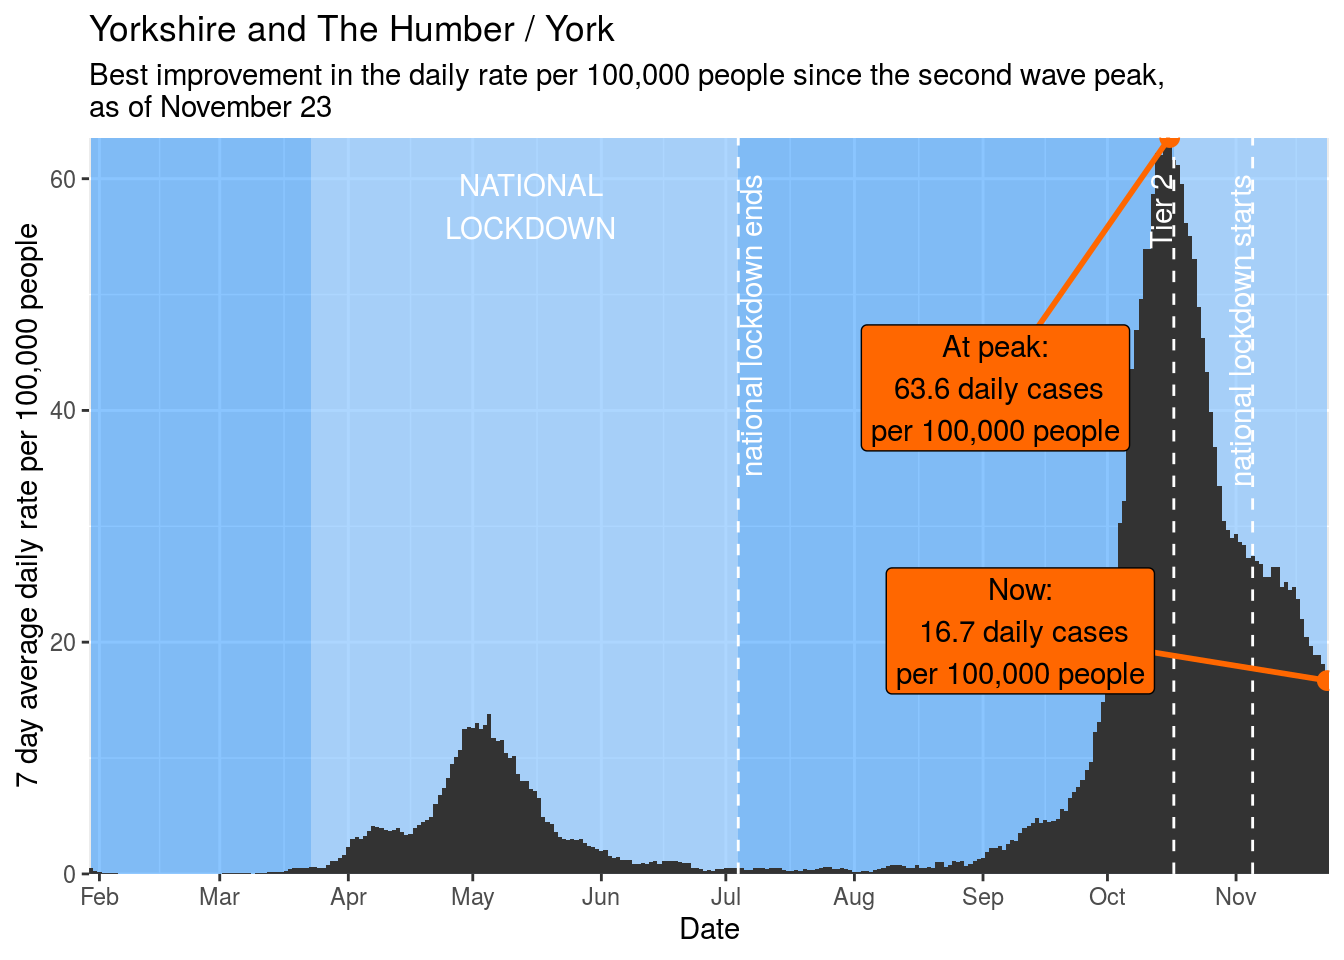 Yorkshire and The Humber / York
Best improvement in the daily rate per 100,000 people since the second wave peak,
as of November 23
7 day average daily rate per 100,000 people
60
40
20
0
NATIONAL
LOCKDOWN
national lockdown ends
Tier 2
national lockdown starts
At peak:
63.6 daily cases
per 100,000 people
Now:
16.7 daily cases
per 100,000 people
Feb Mar Apr May Jun Jul Aug Sep Oct Nov
Date